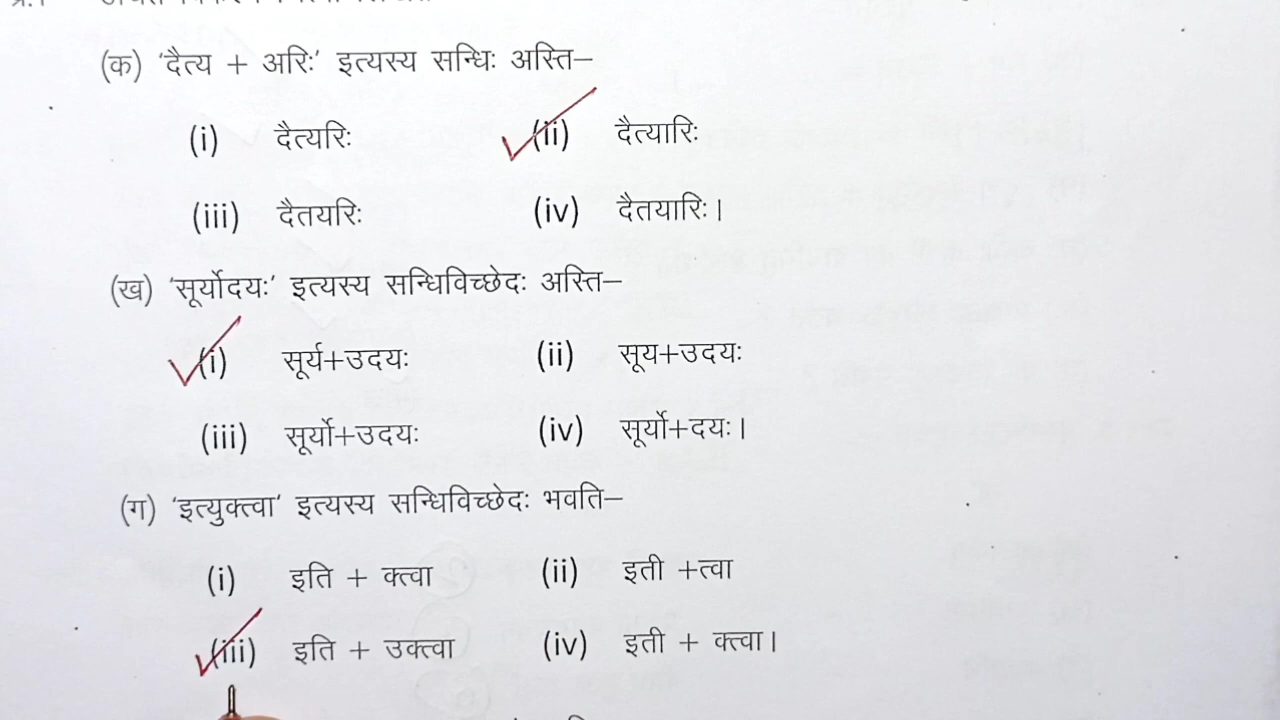 (क) 'दैत्य + अरिः' इत्यस्य सन्धिः अस्ति–
(i) दैत्यरिः (ii) दैत्यारिः
(iii) दैतयरिः (iv) दैतयारिः।
(ख) 'सूर्योदयः' इत्यस्य सन्धिविच्छेदः अस्ति–
(i) सूर्य+उदयः (ii) सूय+उदयः
(iii) सूर्यो+उदयः (iv) सूर्यो+दयः।
(ग) 'इत्युक्त्वा' इत्यस्य सन्धिविच्छेदः भवति–
(i) इति + क्त्वा (ii) इती +त्वा
(iii) इति + उक्त्वा (iv) इती + क्त्वा।